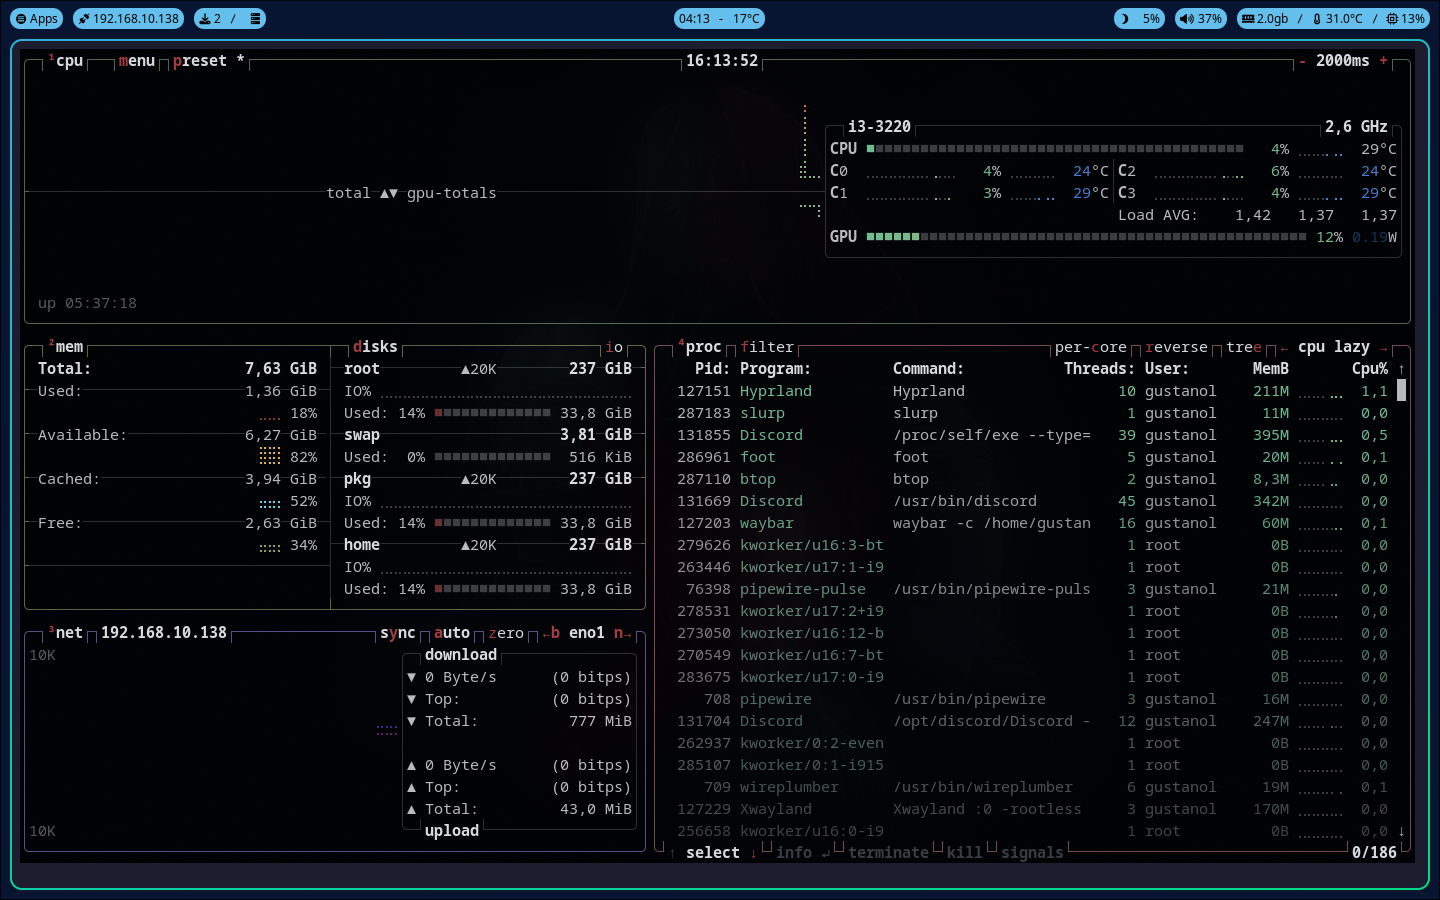 Apps 192.168.10.138 2 / 04:13 - 17°C 5% 37% 2.0gb / 31.0°C / 13%
¹cpu menu preset * 16:13:52 - 2000ms +
i3-3220 2,6 GHz
CPU 4% 29°C
C0 4% 24°C C2 6% 24°C
total ▲▼ gpu-totals
C1 3% 29°C C3 4% 29°C
Load AVG: 1,42 1,37 1,37
GPU 12% 0.19W
up 05:37:18
²mem disks io
Total: 7,63 GiB root ▲20K 237 GiB
Used: 1,36 GiB IO%
18% Used: 14% 33,8 GiB
Available: 6,27 GiB swap 3,81 GiB
82% Used: 0% 516 KiB
Cached: 3,94 GiB pkg ▲20K 237 GiB
52% IO%
Free: 2,63 GiB Used: 14% 33,8 GiB
34% home ▲20K 237 GiB
IO%
Used: 14% 33,8 GiB
³net 192.168.10.138 sync auto zero ←b eno1 n→
10K download
▼ 0 Byte/s (0 bitps)
▼ Top: (0 bitps)
▼ Total: 777 MiB
▲ 0 Byte/s (0 bitps)
▲ Top: (0 bitps)
▲ Total: 43,0 MiB
10K upload
⁴proc filter per-core reverse tree ← cpu lazy →
Pid: Program: Command: Threads: User: MemB Cpu% ↑
127151 Hyprland Hyprland 10 gustanol 211M 1,1
287183 slurp slurp 1 gustanol 11M 0,0
131855 Discord /proc/self/exe --type= 39 gustanol 395M 0,5
286961 foot foot 5 gustanol 20M 0,1
287110 btop btop 2 gustanol 8,3M 0,0
131669 Discord /usr/bin/discord 45 gustanol 342M 0,0
127203 waybar waybar -c /home/gustan 16 gustanol 60M 0,1
279626 kworker/u16:3-bt 1 root 0B 0,0
263446 kworker/u17:1-i9 1 root 0B 0,0
76398 pipewire-pulse /usr/bin/pipewire-puls 3 gustanol 21M 0,0
278531 kworker/u17:2+i9 1 root 0B 0,0
273050 kworker/u16:12-b 1 root 0B 0,0
270549 kworker/u16:7-bt 1 root 0B 0,0
283675 kworker/u17:0-i9 1 root 0B 0,0
708 pipewire /usr/bin/pipewire 3 gustanol 16M 0,0
131704 Discord /opt/discord/Discord - 12 gustanol 247M 0,0
262937 kworker/0:2-even 1 root 0B 0,0
285107 kworker/0:1-i915 1 root 0B 0,0
709 wireplumber /usr/bin/wireplumber 6 gustanol 19M 0,1
127229 Xwayland Xwayland :0 -rootless 3 gustanol 170M 0,0
256658 kworker/u16:0-i9 1 root 0B 0,0 ↓
↑ select ↓ info ↲ terminate kill signals 0/186